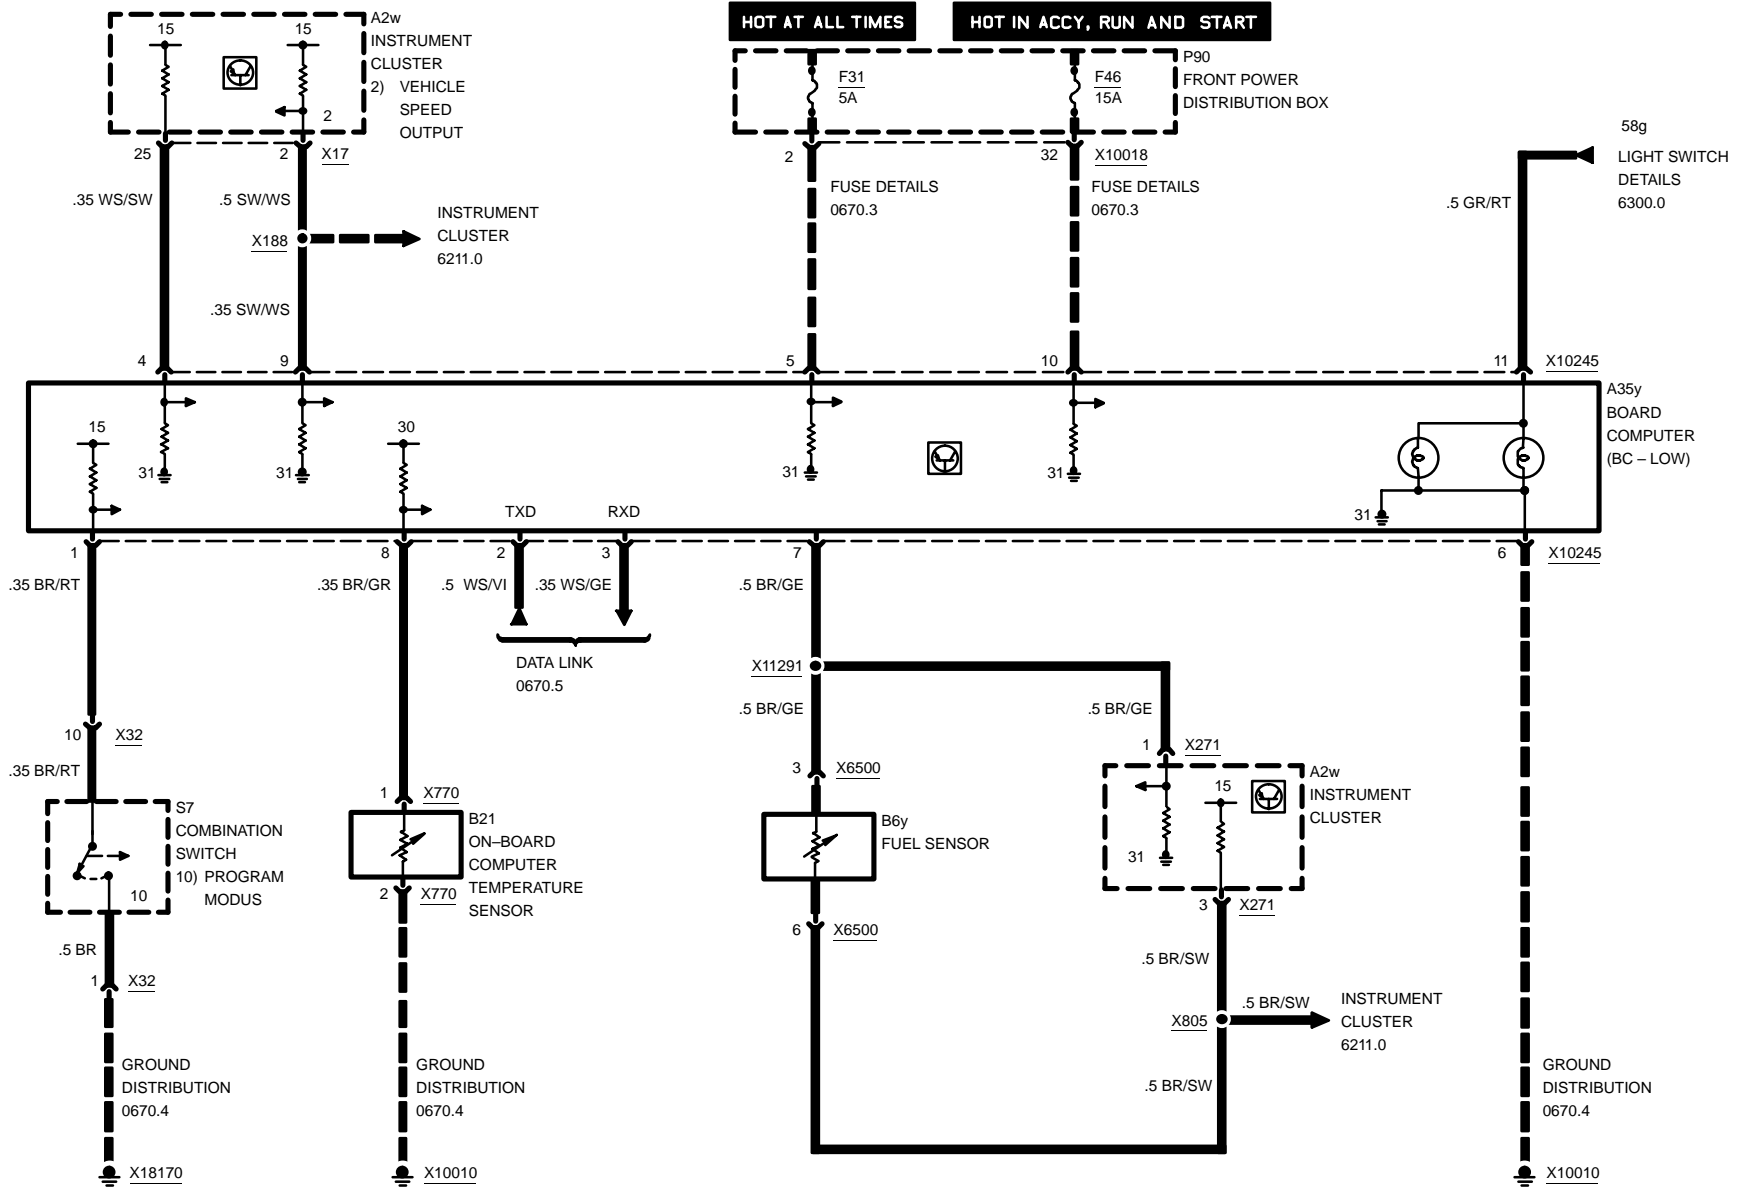 HOT AT ALL TIMES
HOT IN ACCY, RUN AND START
15
15
2
A2w
INSTRUMENT
CLUSTER
2) VEHICLE
SPEED
OUTPUT
F31
5A
F46
15A
P90
FRONT POWER
DISTRIBUTION BOX
25
2
X17
2
32
X10018
58g
LIGHT SWITCH
DETAILS
6300.0
.35 WS/SW
.5 SW/WS
FUSE DETAILS
0670.3
FUSE DETAILS
0670.3
.5 GR/RT
X188
INSTRUMENT
CLUSTER
6211.0
.35 SW/WS
4
9
5
10
11
X10245
A35y
BOARD
COMPUTER
(BC – LOW)
15
31
31
30
31
31
31
TXD
RXD
1
8
2
3
7
6
X10245
.35 BR/RT
.35 BR/GR
.5 WS/VI
.35 WS/GE
.5 BR/GE
DATA LINK
0670.5
X11291
.5 BR/GE
.5 BR/GE
10
X32
.35 BR/RT
1
X770
3
X6500
1
X271
S7
COMBINATION
SWITCH
10) PROGRAM
MODUS
10
B21
ON–BOARD
COMPUTER
TEMPERATURE
SENSOR
2
X770
B6y
FUEL SENSOR
15
31
A2w
INSTRUMENT
CLUSTER
3
X271
6
X6500
.5 BR
1
X32
.5 BR/SW
.5 BR/SW
X805
INSTRUMENT
CLUSTER
6211.0
.5 BR/SW
GROUND
DISTRIBUTION
0670.4
GROUND
DISTRIBUTION
0670.4
GROUND
DISTRIBUTION
0670.4
X18170
X10010
X10010